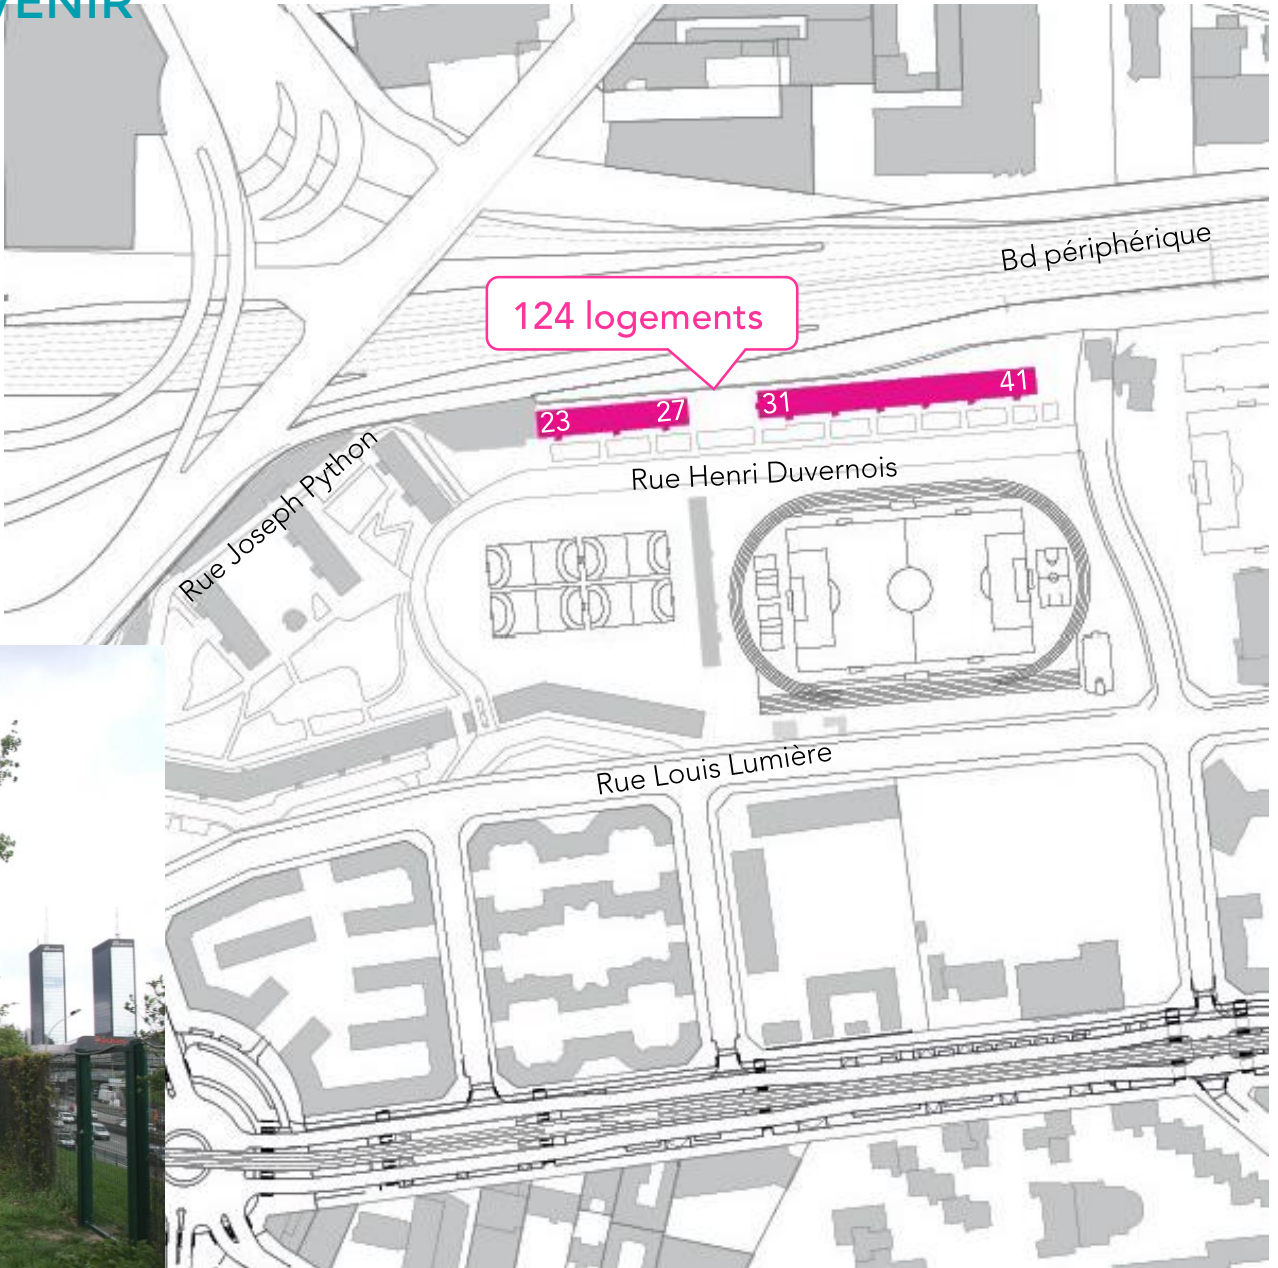 VENIR
Bd périphérique
124 logements
23
27
31
41
Rue Henri Duvernois
Rue Joseph Python
Rue Louis Lumière